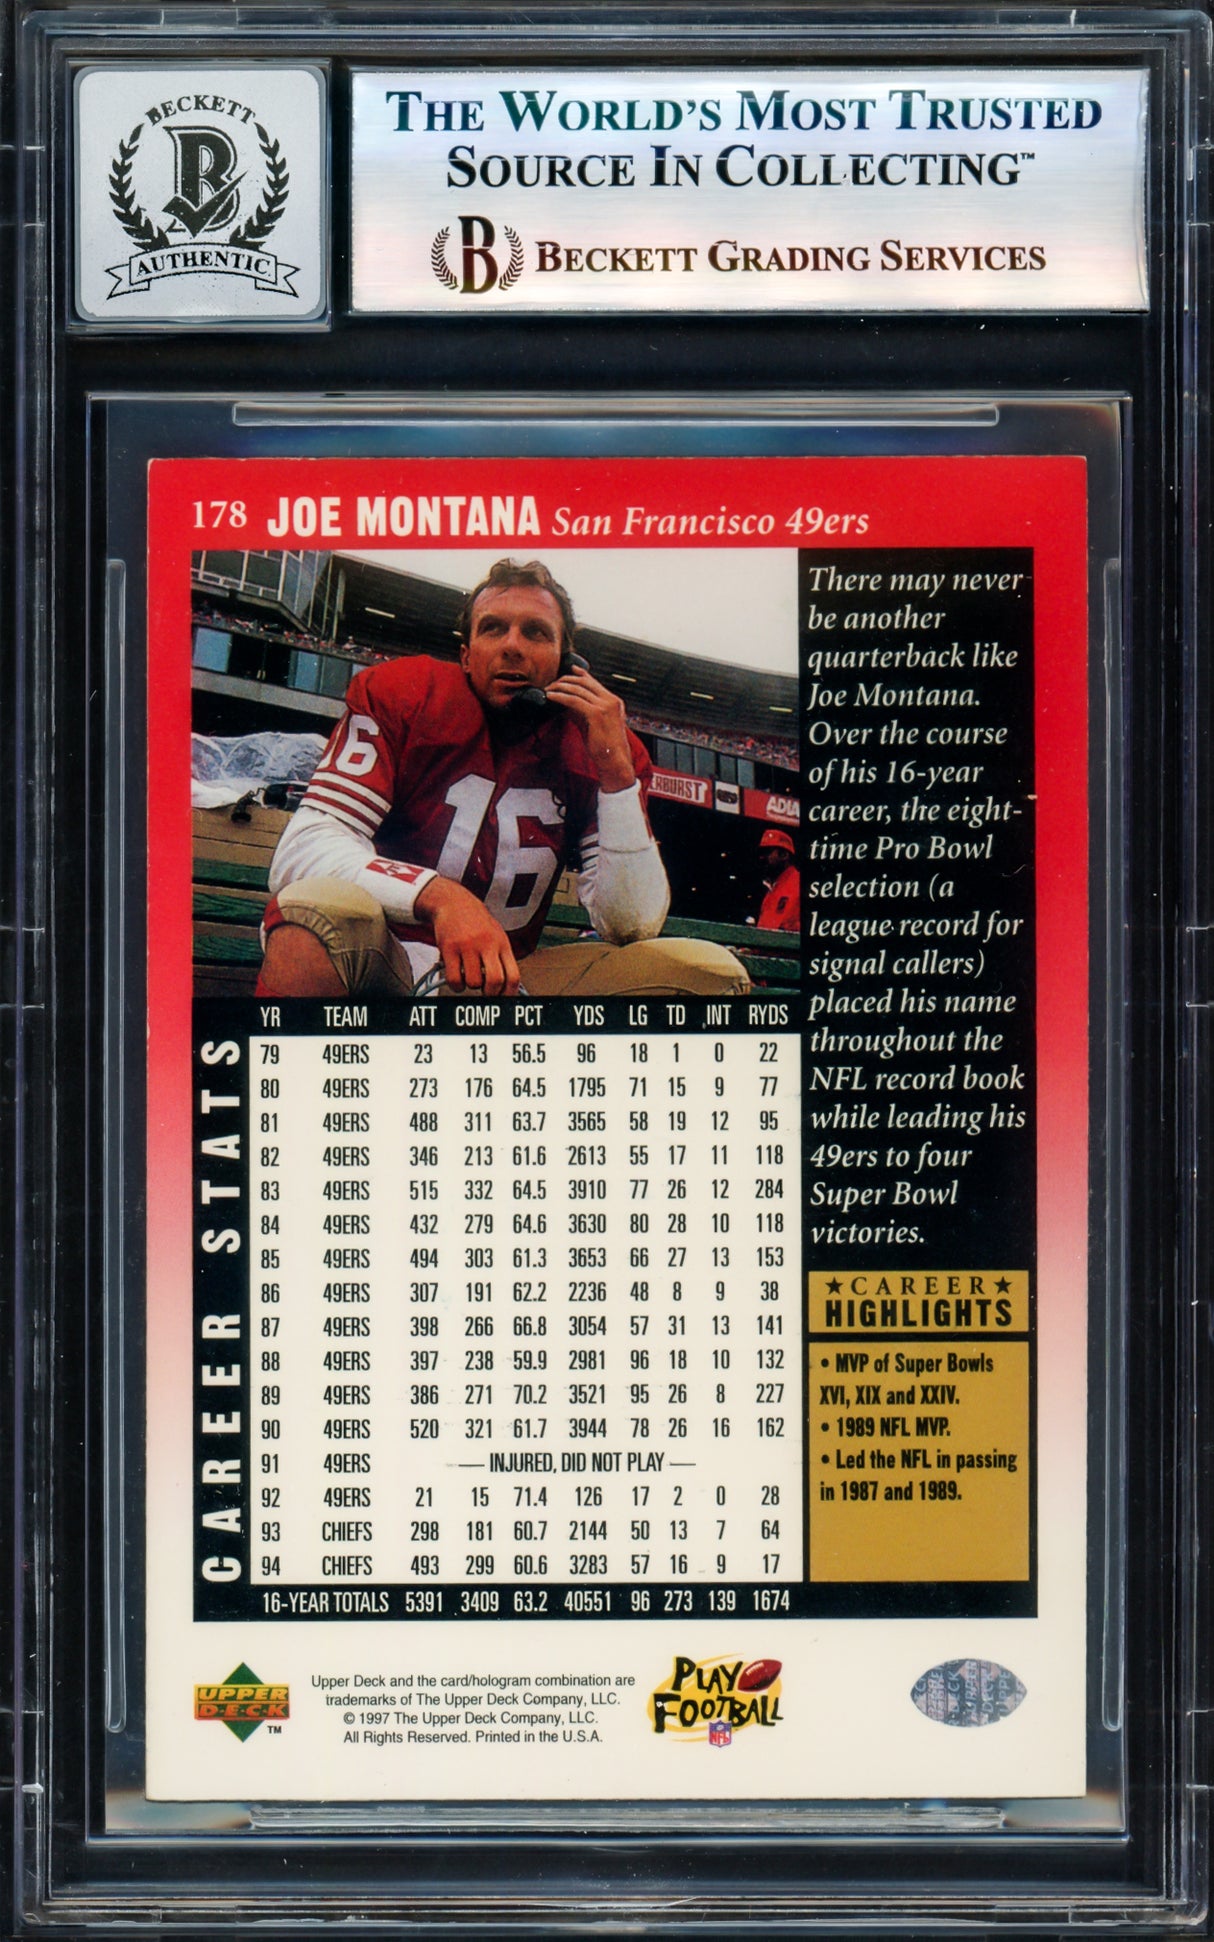 BECKETT
B
AUTHENTIC
THE WORLD'S MOST TRUSTED
SOURCE IN COLLECTING™
B BECKETT GRADING SERVICES
178 JOE MONTANA San Francisco 49ers
There may never
be another
quarterback like
Joe Montana.
Over the course
of his 16-year
career, the eight-
time Pro Bowl
selection (a
league record for
signal callers)
placed his name
throughout the
NFL record book
while leading his
49ers to four
Super Bowl
victories.
16
16
ERBURST
ADIA
★CAREER★
HIGHLIGHTS
• MVP of Super Bowls
XVI, XIX and XXIV.
• 1989 NFL MVP.
• Led the NFL in passing
in 1987 and 1989.
CAREER STATS
YR TEAM ATT COMP PCT YDS LG TD INT RYDS
79 49ERS 23 13 56.5 96 18 1 0 22
80 49ERS 273 176 64.5 1795 71 15 9 77
81 49ERS 488 311 63.7 3565 58 19 12 95
82 49ERS 346 213 61.6 2613 55 17 11 118
83 49ERS 515 332 64.5 3910 77 26 12 284
84 49ERS 432 279 64.6 3630 80 28 10 118
85 49ERS 494 303 61.3 3653 66 27 13 153
86 49ERS 307 191 62.2 2236 48 8 9 38
87 49ERS 398 266 66.8 3054 57 31 13 141
88 49ERS 397 238 59.9 2981 96 18 10 132
89 49ERS 386 271 70.2 3521 95 26 8 227
90 49ERS 520 321 61.7 3944 78 26 16 162
91 49ERS — INJURED, DID NOT PLAY —
92 49ERS 21 15 71.4 126 17 2 0 28
93 CHIEFS 298 181 60.7 2144 50 13 7 64
94 CHIEFS 493 299 60.6 3283 57 16 9 17
16-YEAR TOTALS 5391 3409 63.2 40551 96 273 139 1674
UPPER
DECK
TM
Upper Deck and the card/hologram combination are
trademarks of The Upper Deck Company, LLC.
© 1997 The Upper Deck Company, LLC.
All Rights Reserved. Printed in the U.S.A.
PLAY
FOOTBALL
NFL